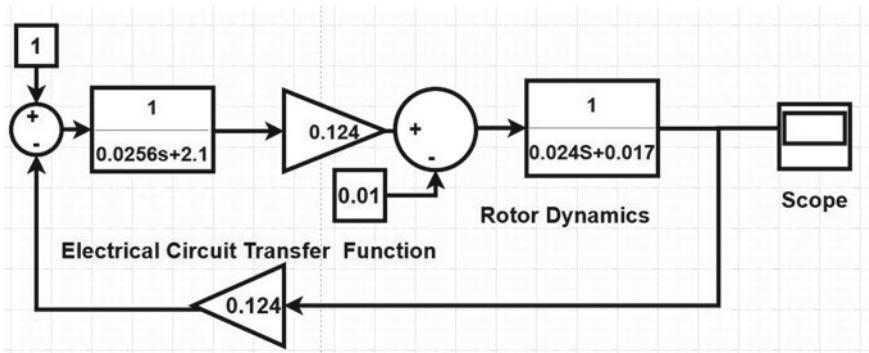 1
+
-
1
0.0256s+2.1
0.124
+
-
0.01
1
0.024S+0.017
Scope
Rotor Dynamics
Electrical Circuit Transfer Function
0.124